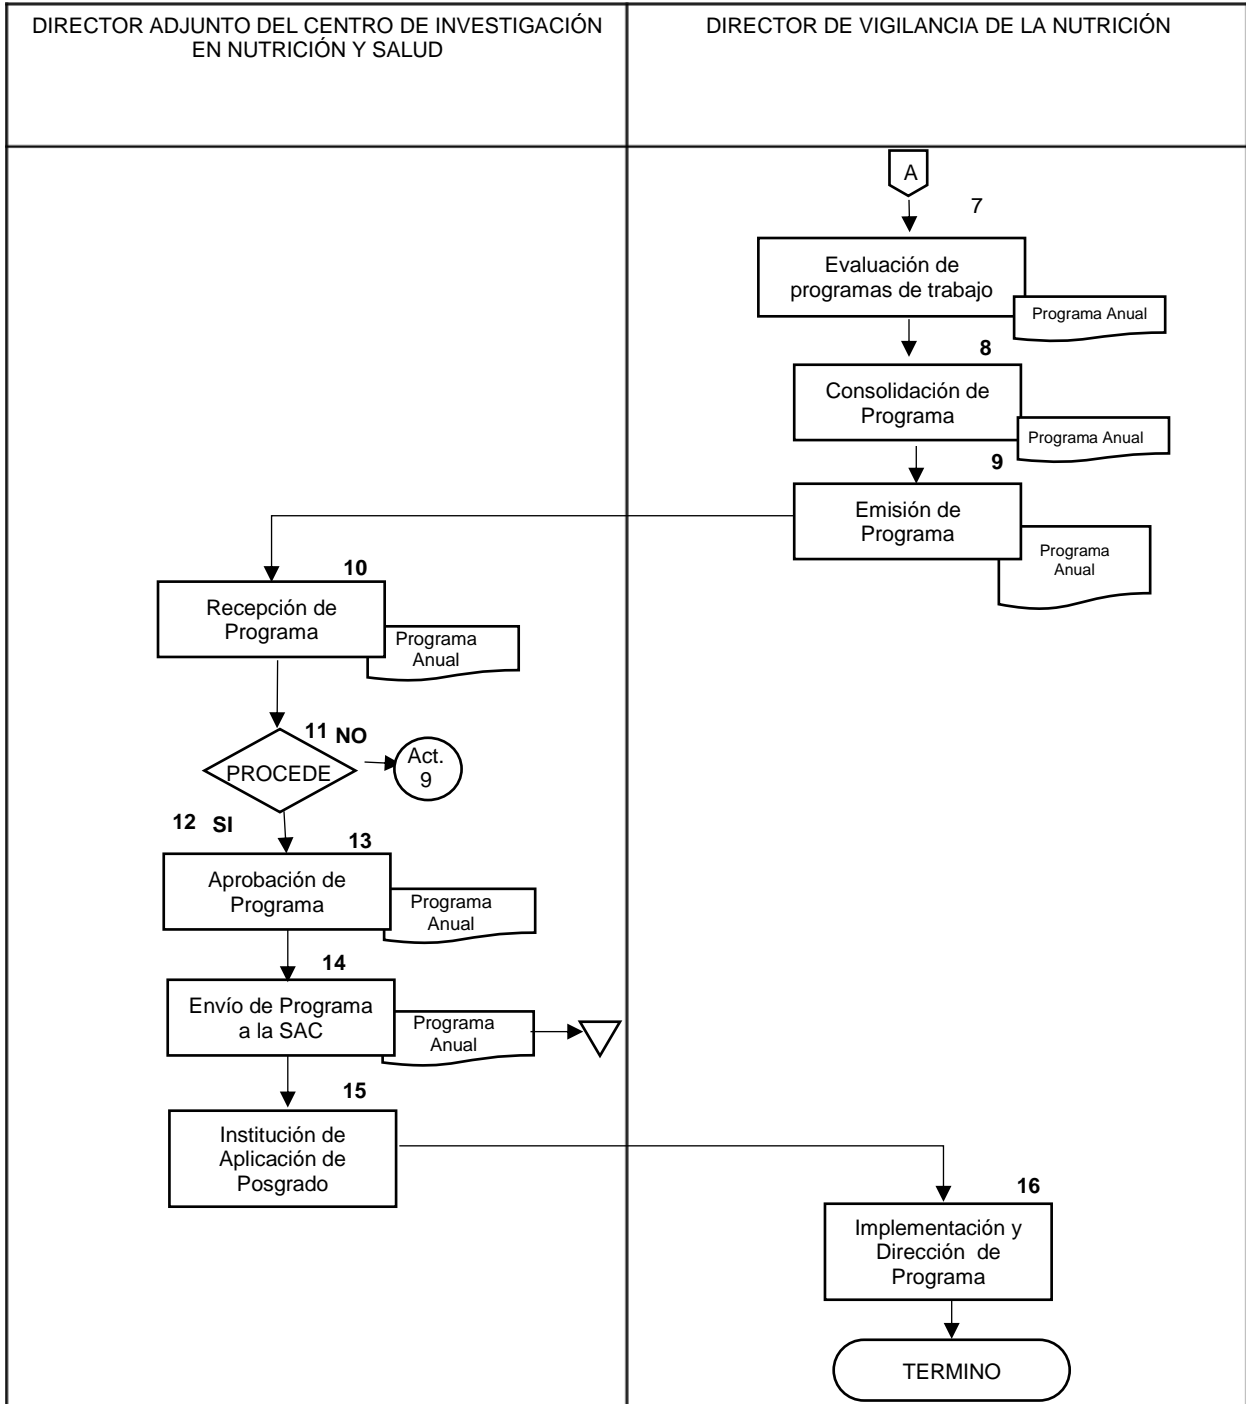 DIRECTOR ADJUNTO DEL CENTRO DE INVESTIGACIÓN
EN NUTRICIÓN Y SALUD
DIRECTOR DE VIGILANCIA DE LA NUTRICIÓN
A
7
Evaluación de
programas de trabajo
Programa Anual
8
Consolidación de
Programa
Programa Anual
9
Emisión de
Programa
Programa
Anual
10
Recepción de
Programa
Programa
Anual
11 NO
PROCEDE
Act.
9
12 SI
13
Aprobación de
Programa
Programa
Anual
14
Envío de Programa
a la SAC
Programa
Anual
15
Institución de
Aplicación de
Posgrado
16
Implementación y
Dirección de
Programa
TERMINO